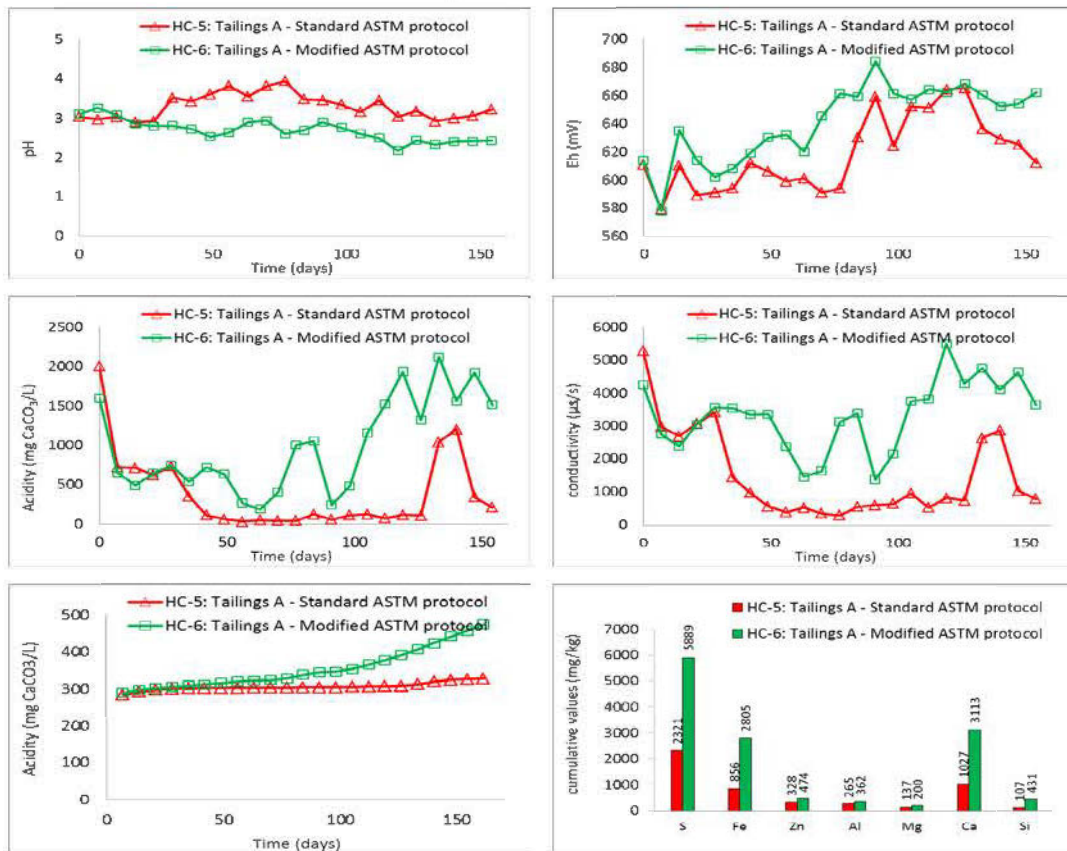 HC-5: Tailings A - Standard ASTM protocol
HC-6: Tailings A - Modified ASTM protocol
pH
5
4
3
2
1
0
0 50 100 150
Time (days)
HC-5: Tailings A - Standard ASTM protocol
HC-6: Tailings A - Modified ASTM protocol
Eh (mV)
700
680
660
640
620
600
580
560
0 50 100 150
Time (days)
HC-5: Tailings A - Standard ASTM protocol
HC-6: Tailings A - Modified ASTM protocol
Acidity (mg CaCO₃/L)
2500
2000
1500
1000
500
0
0 50 100 150
Time (days)
HC-5: Tailings A - Standard ASTM protocol
HC-6: Tailings A - Modified ASTM protocol
conductivity (µs/s)
6000
5000
4000
3000
2000
1000
0
0 50 100 150
Time (days)
HC-5: Tailings A - Standard ASTM protocol
HC-6: Tailings A - Modified ASTM protocol
Acidity (mg CaCO3/L)
500
400
300
200
100
0
0 50 100 150
Time (days)
HC-5: Tailings A - Standard ASTM protocol
HC-6: Tailings A - Modified ASTM protocol
cumulative values (mg/kg)
7000
6000
5000
4000
3000
2000
1000
0
2321 5889 856 2805 328 474 265 362 137 200 1027 3113 107 431
S Fe Zn Al Mg Ca Si